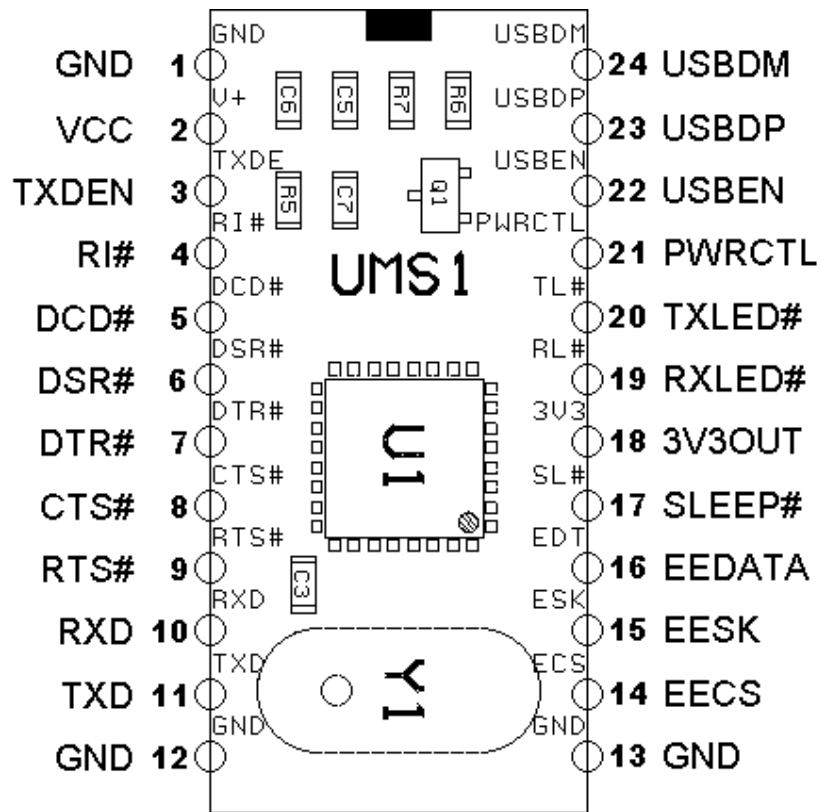 GND USBDM
GND 1 24 USBDM
V+ C6 C5 R7 R6 USBDP
VCC 2 23 USBDP
TXDE USBEN
TXDEN 3 R5 C7 Q1 22 USBEN
RI# PWRCTL
RI# 4 21 PWRCTL
UMS1
DCD# TL#
DCD# 5 20 TXLED#
DSR# RL#
DSR# 6 19 RXLED#
DTR# 3V3
DTR# 7 U1 18 3V3OUT
CTS# SL#
CTS# 8 17 SLEEP#
RTS# EDT
RTS# 9 16 EEDATA
RXD C3 ESK
RXD 10 15 EESK
TXD ECS
TXD 11 Y1 14 EECS
GND GND
GND 12 13 GND